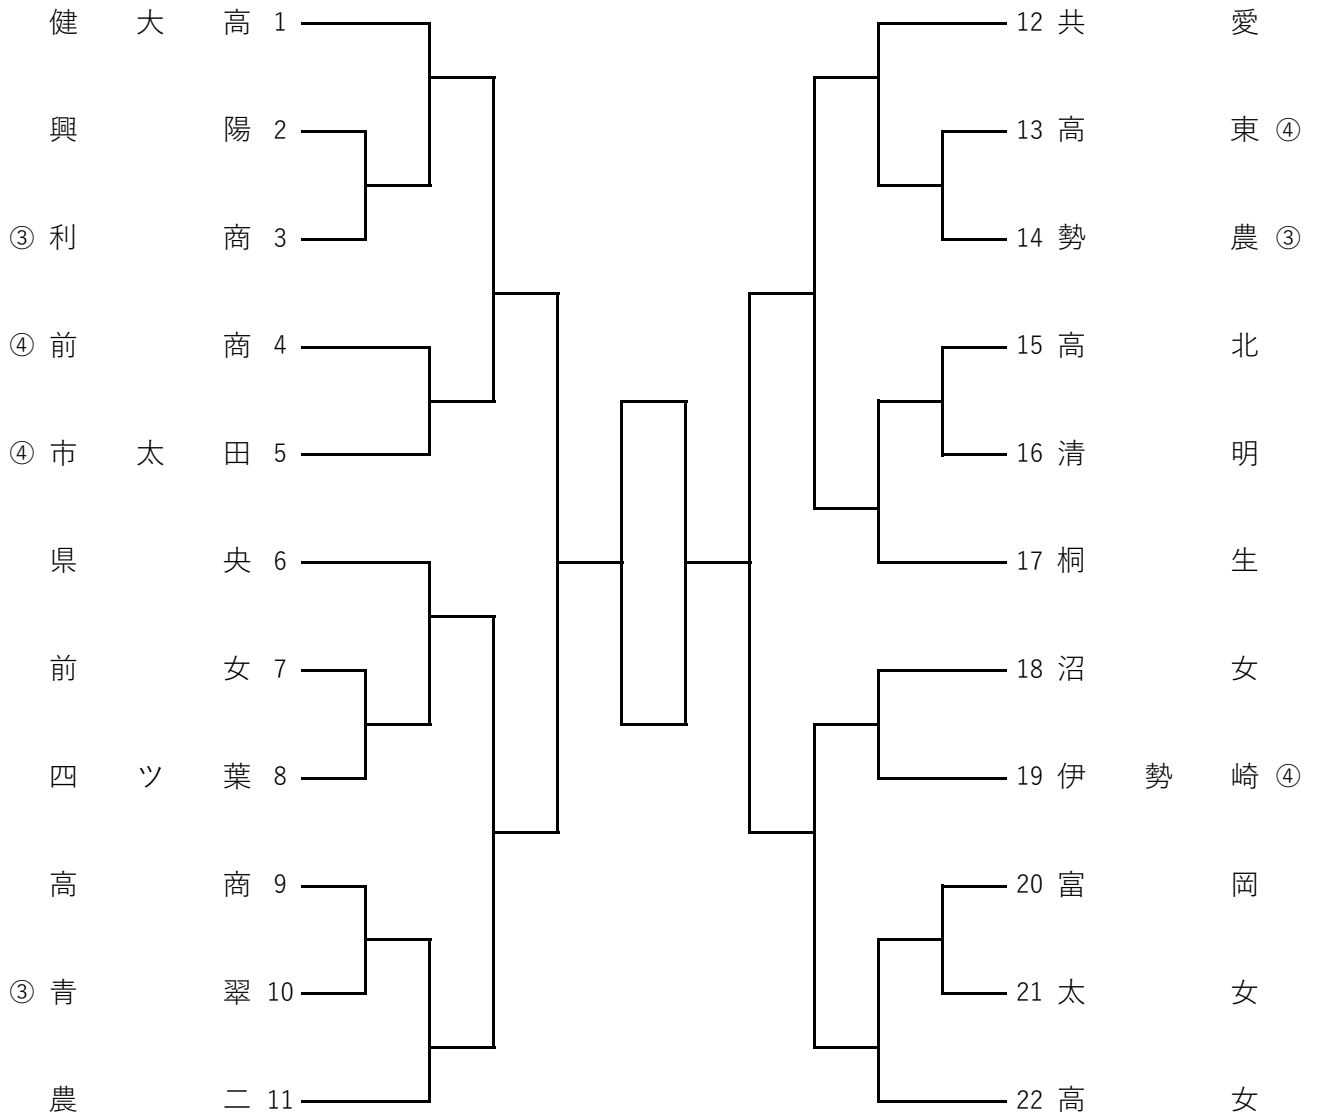 健大高 1
興陽 2
③ 利商 3
④ 前商 4
④ 市太田 5
県央 6
前女 7
四ツ葉 8
高商 9
③ 青翠 10
農二 11
12 共愛
13 高東 ④
14 勢農 ③
15 高北
16 清明
17 桐生
18 沼女
19 伊勢崎 ④
20 富岡
21 太女
22 高女